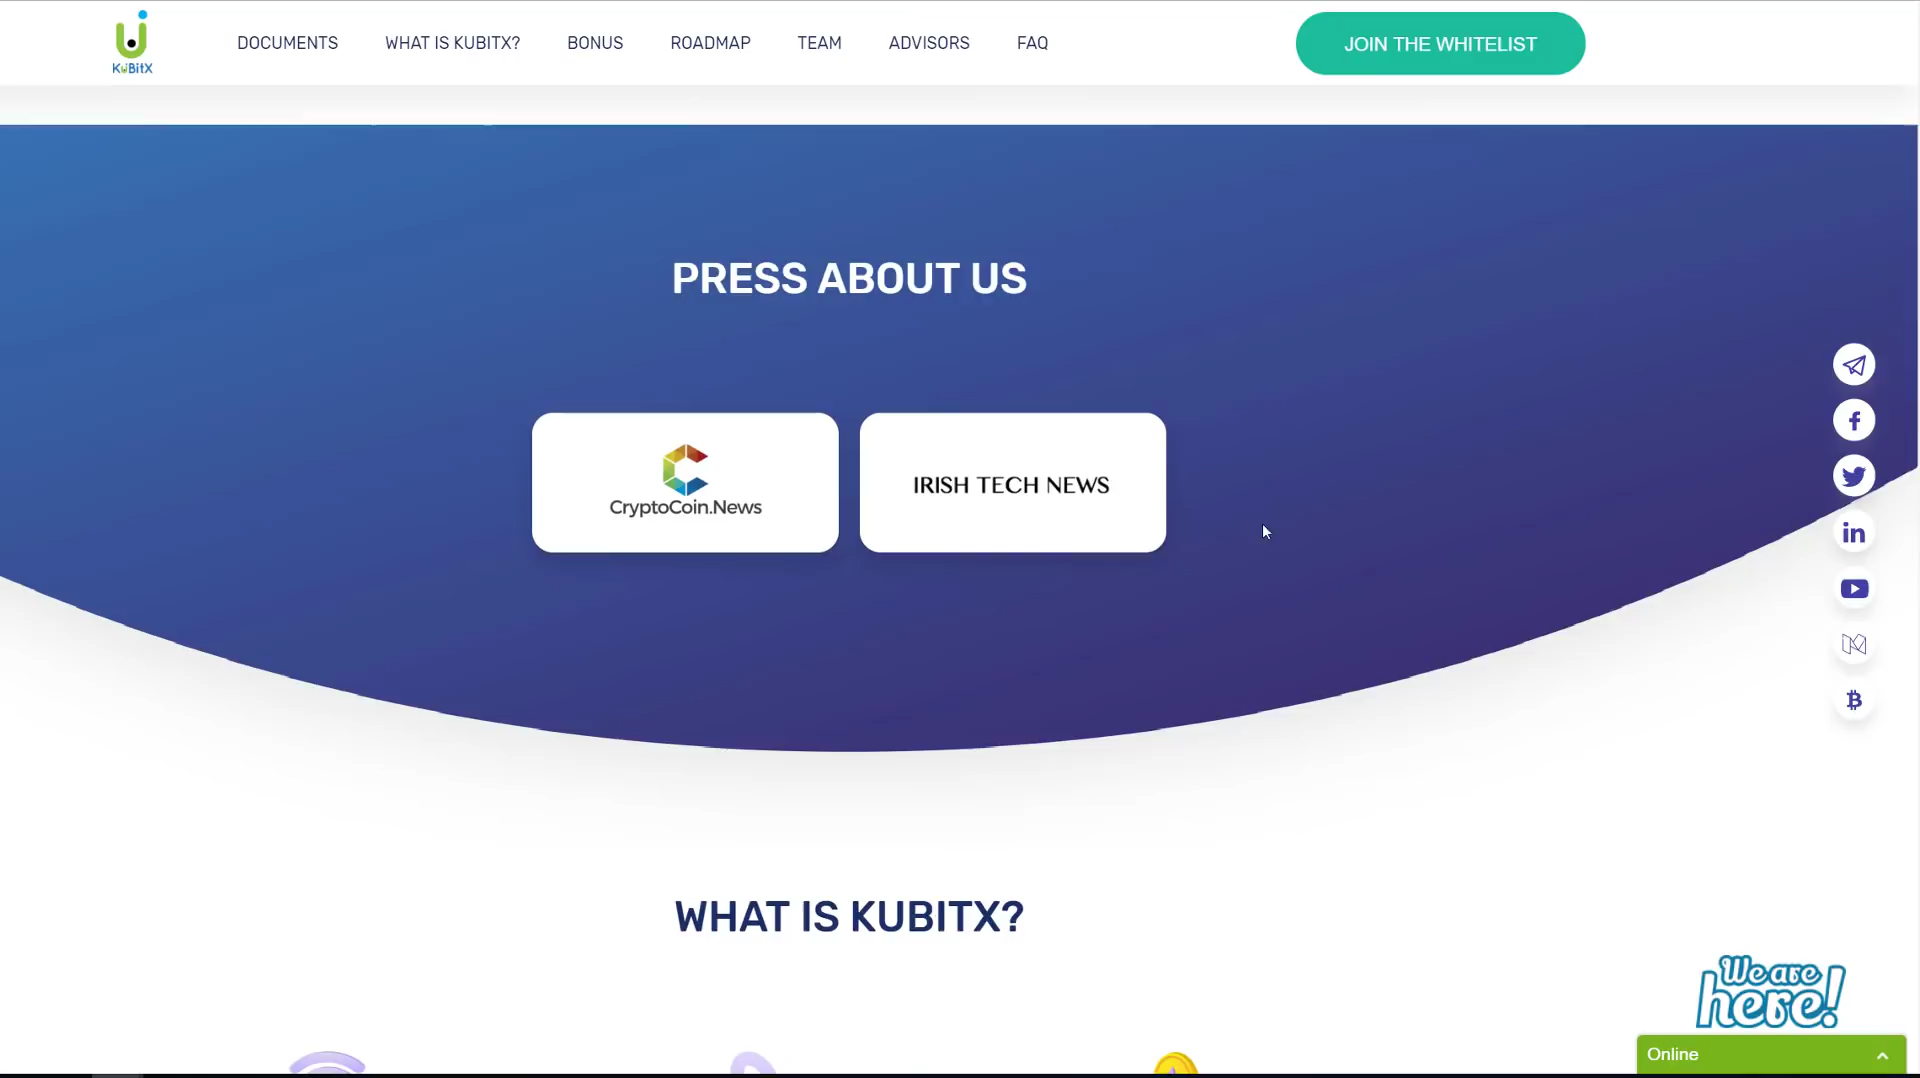 KuBitX
DOCUMENTS
WHAT IS KUBITX?
BONUS
ROADMAP
TEAM
ADVISORS
FAQ
JOIN THE WHITELIST
PRESS ABOUT US
CryptoCoin.News
IRISH TECH NEWS
WHAT IS KUBITX?
We are
here!
Online